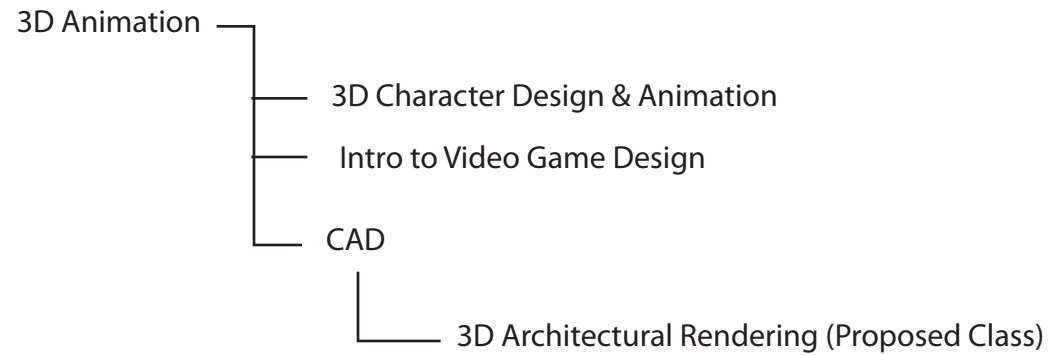 3D Animation
3D Character Design & Animation
Intro to Video Game Design
CAD
3D Architectural Rendering (Proposed Class)